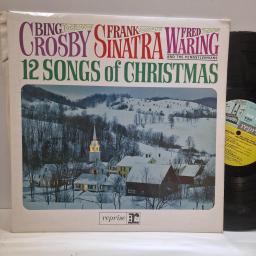 BING CROSBY FRANK SINATRA FRED WARING
AND THE PENNSYLVANIANS
12 SONGS of CHRISTMAS
reprise